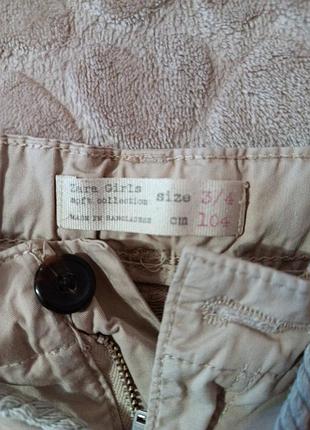 Zara Girls
soft collection
size 3/4
MADE IN BANGLADESH
cm 104